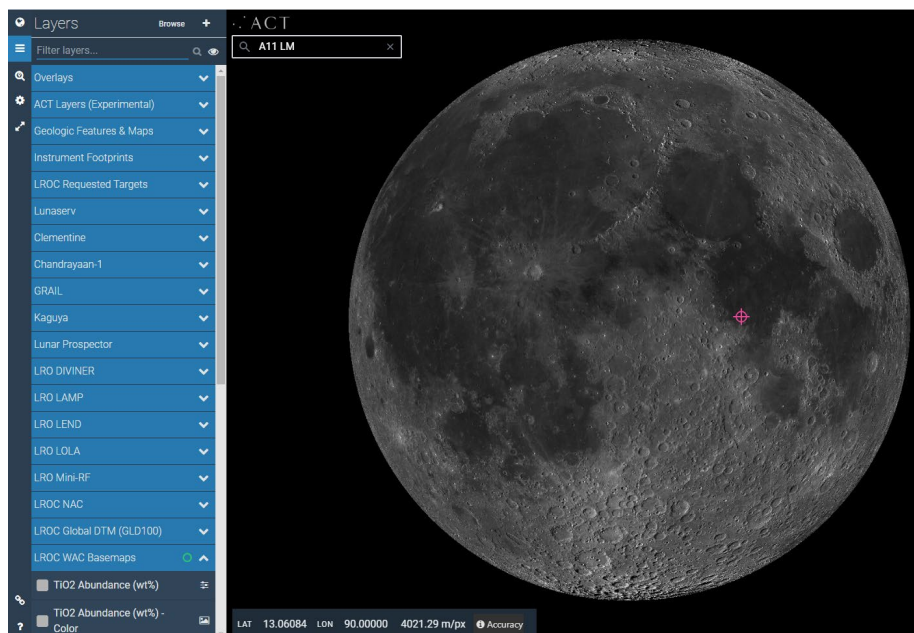 Layers Browse +
Filter layers...
Overlays
ACT Layers (Experimental)
Geologic Features & Maps
Instrument Footprints
LROC Requested Targets
Lunaserv
Clementine
Chandrayaan-1
GRAIL
Kaguya
Lunar Prospector
LRO DIVINER
LRO LAMP
LRO LEND
LRO LOLA
LRO Mini-RF
LROC NAC
LROC Global DTM (GLD100)
LROC WAC Basemaps
TiO2 Abundance (wt%)
TiO2 Abundance (wt%) -
Color
?
ACT
A11 LM ×
LAT 13.06084 LON 90.00000 4021.29 m/px Accuracy